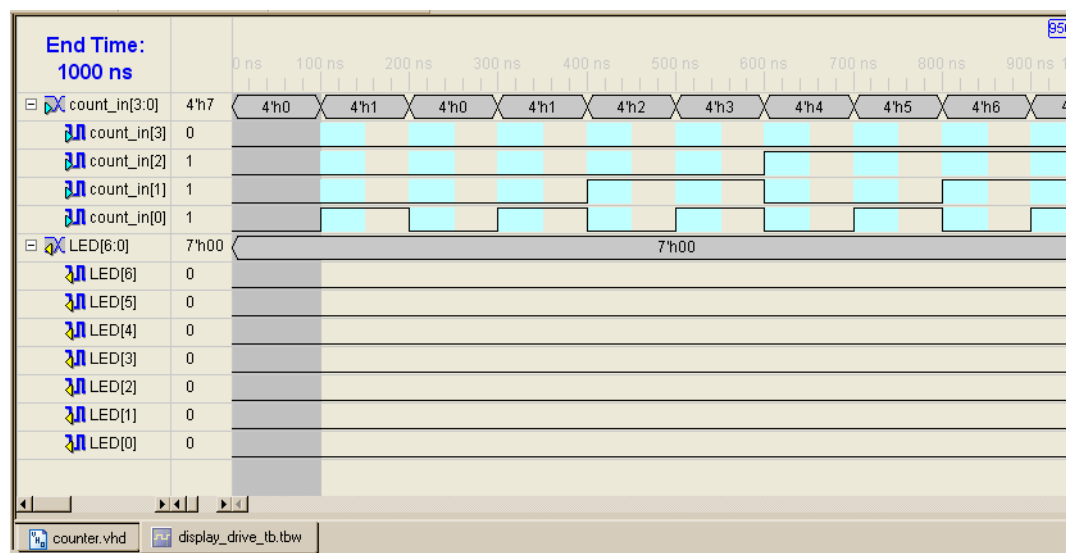 950
End Time:
1000 ns
0 ns 100 ns 200 ns 300 ns 400 ns 500 ns 600 ns 700 ns 800 ns 900 ns 1
count_in[3:0] 4'h7 4'h0 4'h1 4'h0 4'h1 4'h2 4'h3 4'h4 4'h5 4'h6 4
count_in[3] 0
count_in[2] 1
count_in[1] 1
count_in[0] 1
LED[6:0] 7'h00 7'h00
LED[6] 0
LED[5] 0
LED[4] 0
LED[3] 0
LED[2] 0
LED[1] 0
LED[0] 0
counter.vhd display_drive_tb.tbw